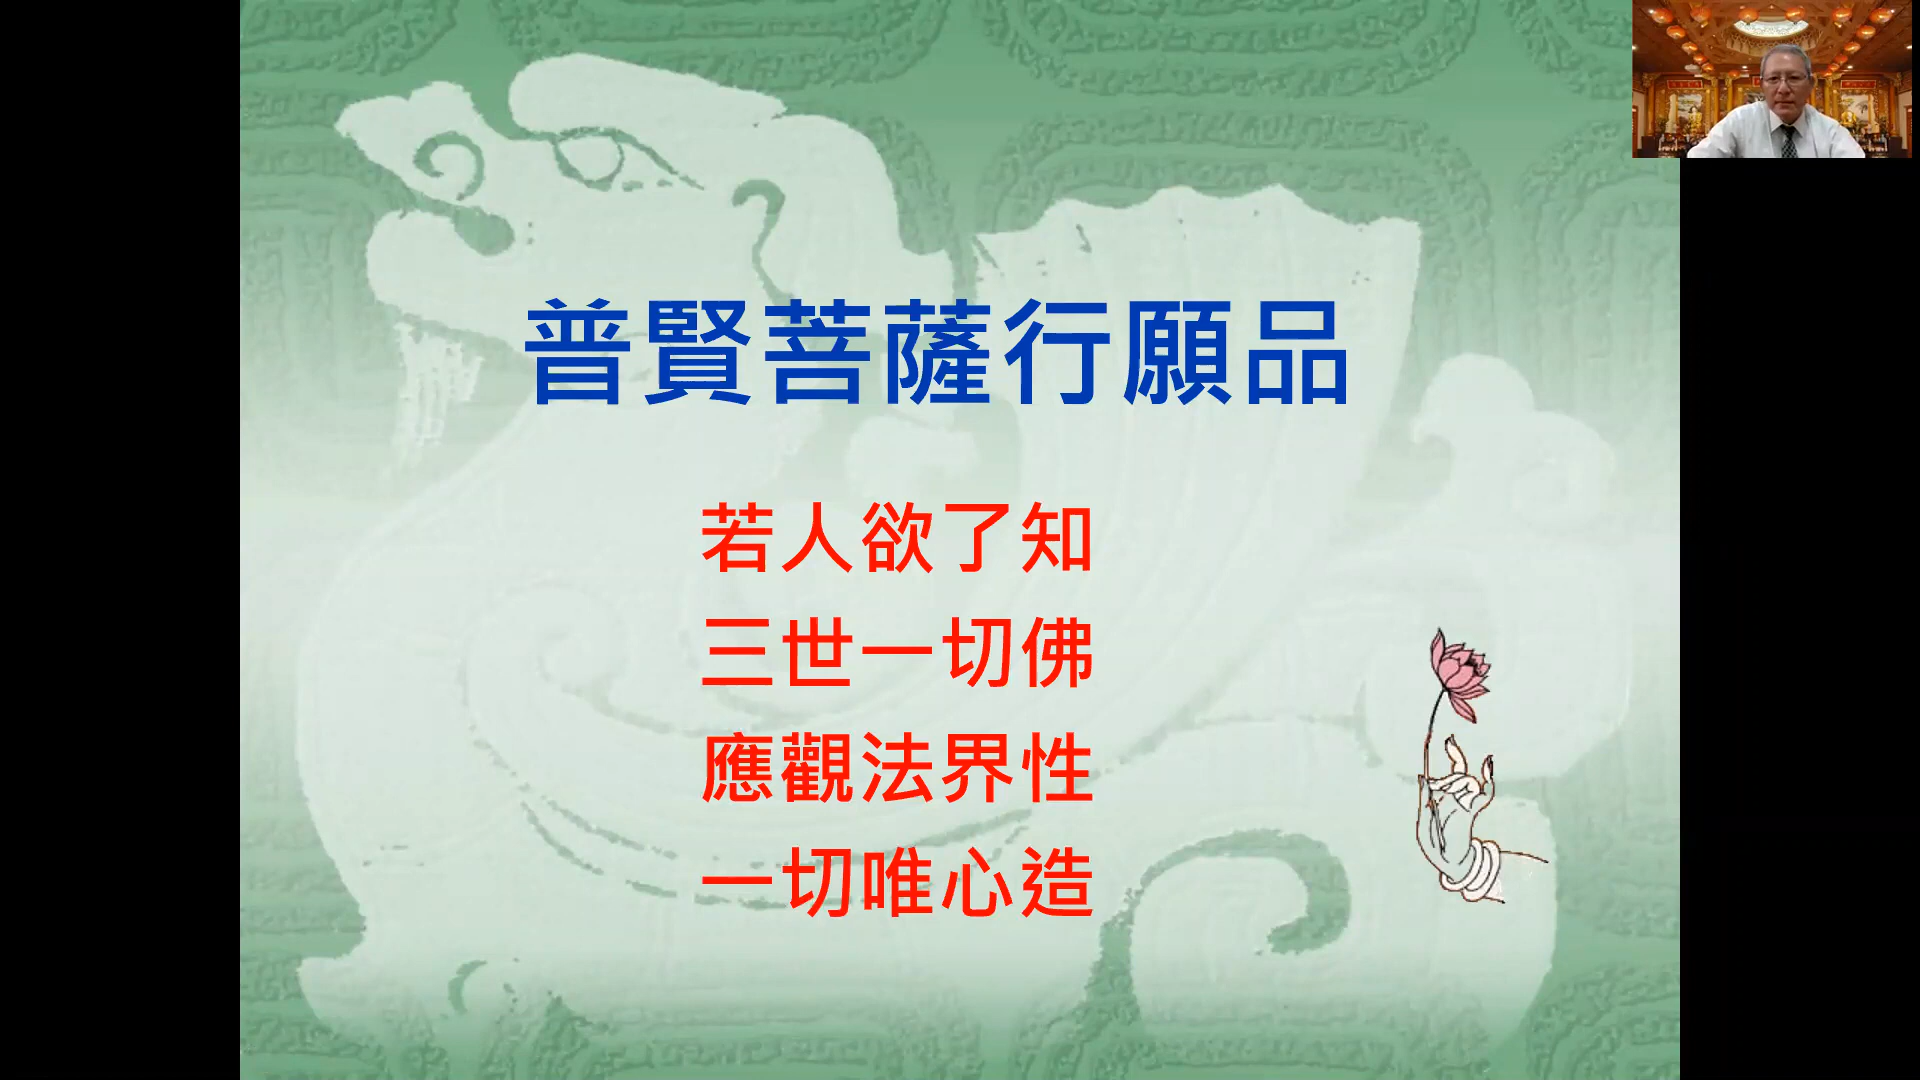 普賢菩薩行願品
若人欲了知
三世一切佛
應觀法界性
一切唯心造